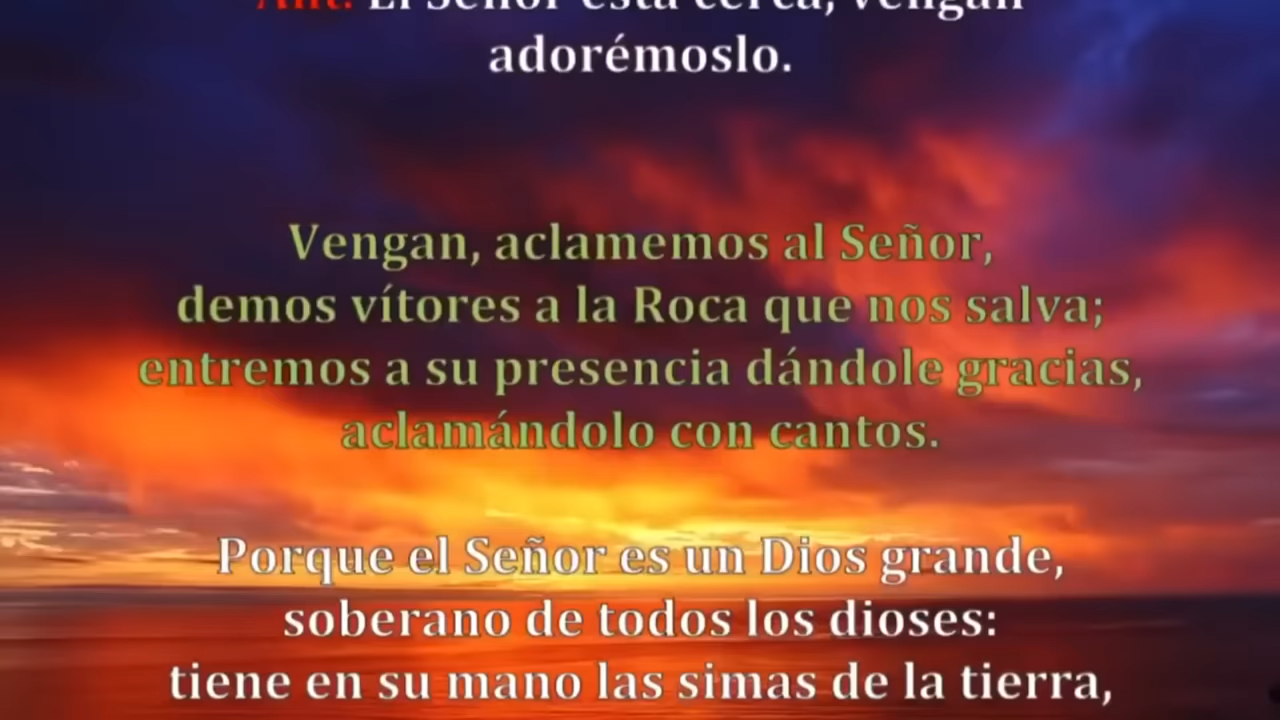 Ant. El Señor está cerca, vengan
adorémoslo.
Vengan, aclamemos al Señor,
demos vítores a la Roca que nos salva;
entremos a su presencia dándole gracias,
aclamándolo con cantos.
Porque el Señor es un Dios grande,
soberano de todos los dioses:
tiene en su mano las simas de la tierra,